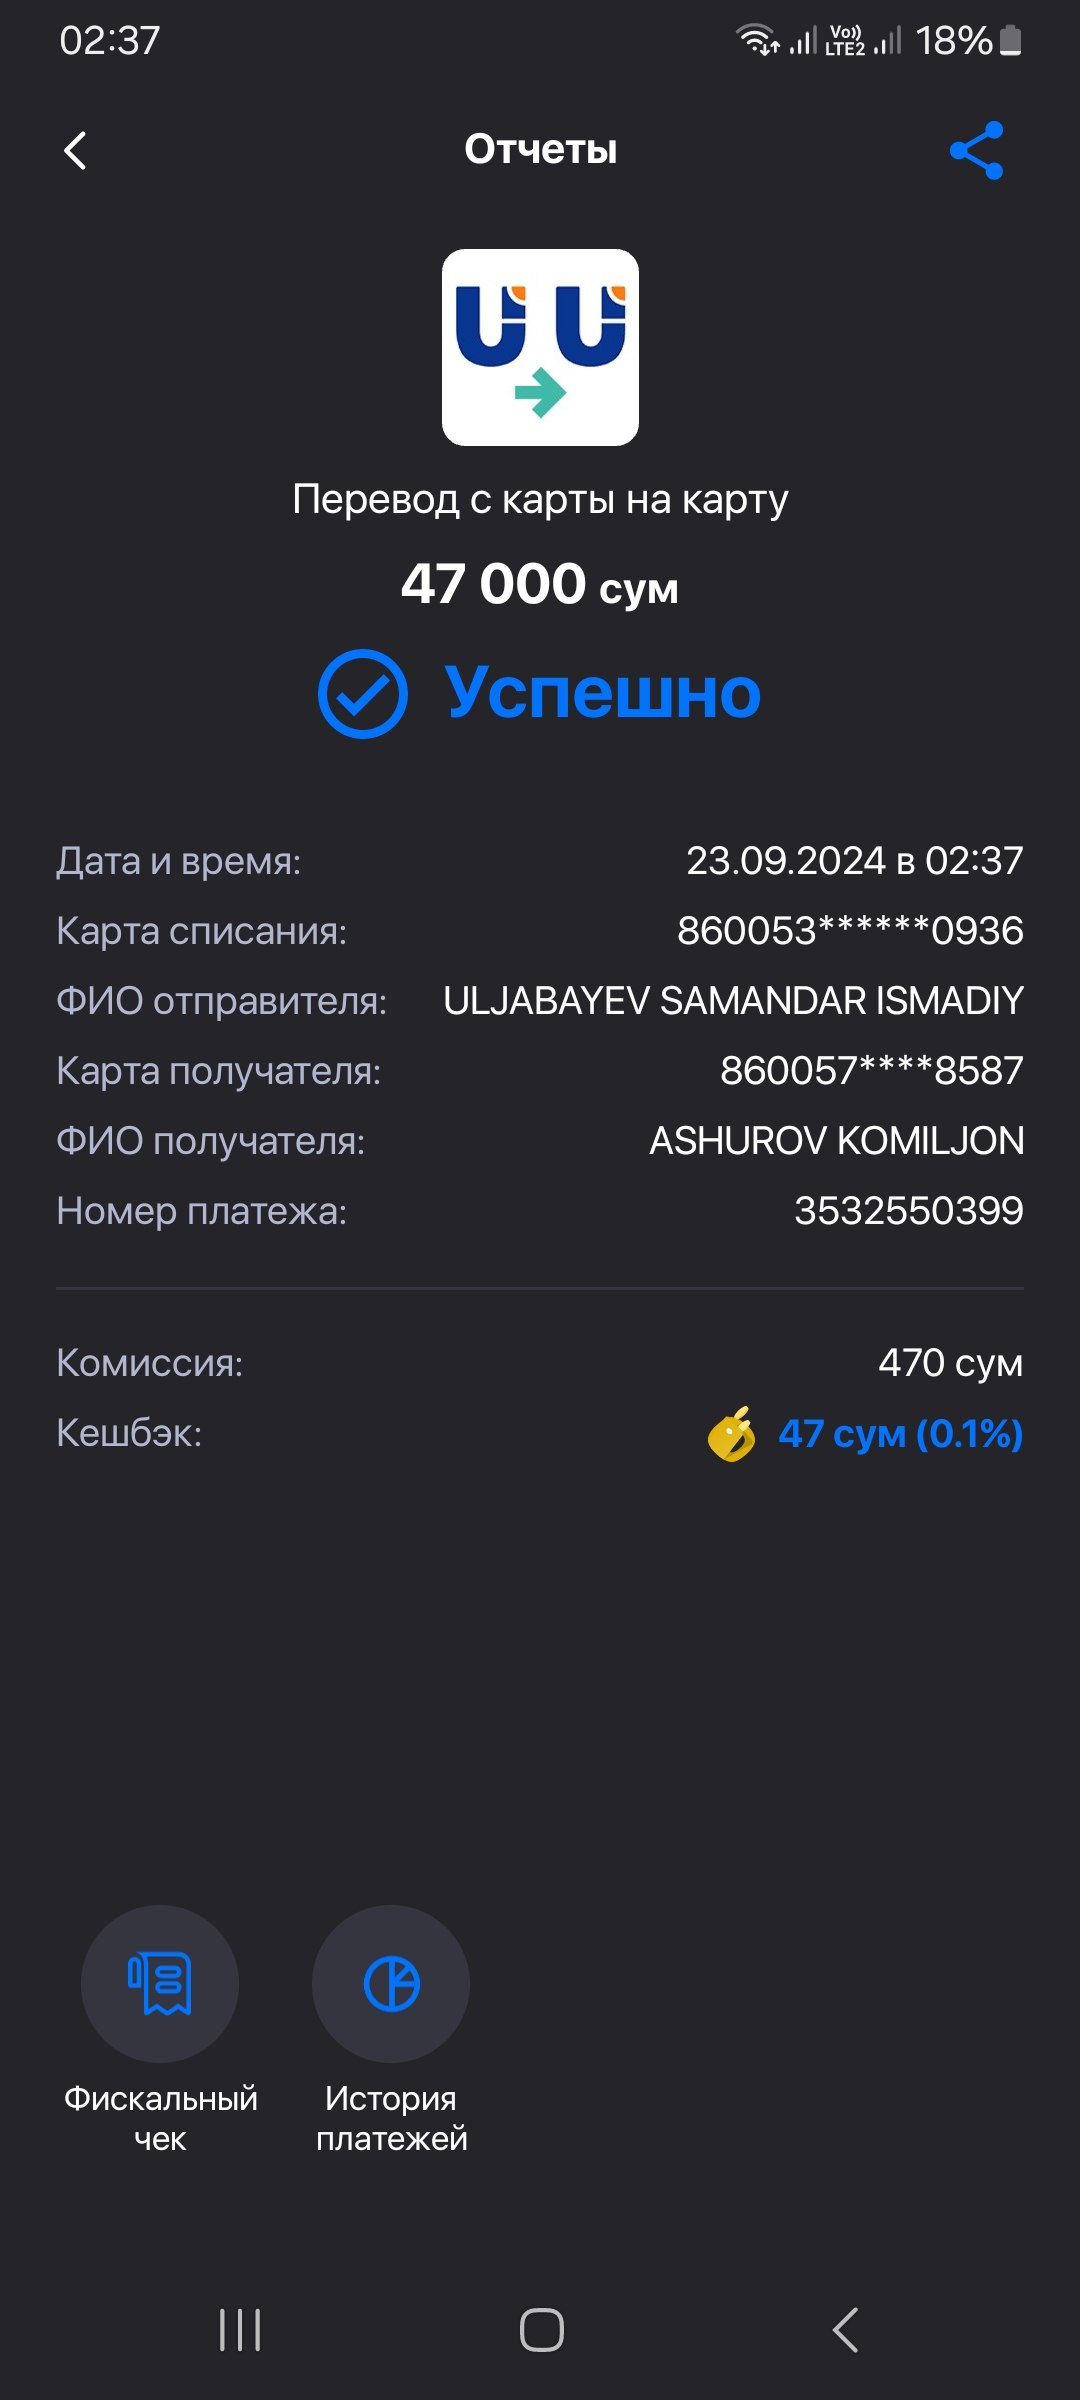 02:37
Vo))
LTE2
18%
Отчеты
U U
Перевод с карты на карту
47 000 сум
Успешно
Дата и время: 23.09.2024 в 02:37
Карта списания: 860053******0936
ФИО отправителя: ULJABAYEV SAMANDAR ISMADIY
Карта получателя: 860057****8587
ФИО получателя: ASHUROV KOMILJON
Номер платежа: 3532550399
Комиссия: 470 сум
Кешбэк: 47 сум (0.1%)
Фискальный
чек
История
платежей